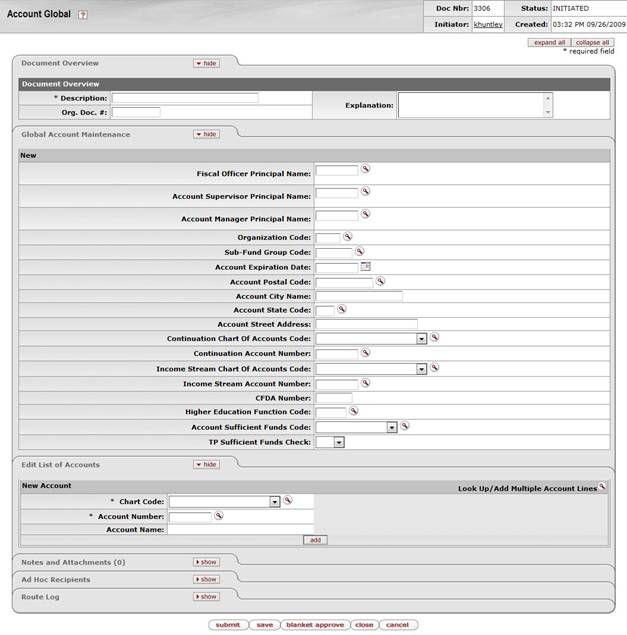 Account Global ?
Doc Nbr: 3306 Status: INITIATED
Initiator: khuntley Created: 03:32 PM 09/26/2009
expand all collapse all
* required field
Document Overview hide
Document Overview
* Description: Explanation:
Org. Doc. #:
Global Account Maintenance hide
New
Fiscal Officer Principal Name:
Account Supervisor Principal Name:
Account Manager Principal Name:
Organization Code:
Sub-Fund Group Code:
Account Expiration Date:
Account Postal Code:
Account City Name:
Account State Code:
Account Street Address:
Continuation Chart Of Accounts Code:
Continuation Account Number:
Income Stream Chart Of Accounts Code:
Income Stream Account Number:
CFDA Number:
Higher Education Function Code:
Account Sufficient Funds Code:
TP Sufficient Funds Check:
Edit List of Accounts hide
New Account Look Up/Add Multiple Account Lines
* Chart Code:
* Account Number:
Account Name:
add
Notes and Attachments (0) show
Ad Hoc Recipients show
Route Log show
submit save blanket approve close cancel